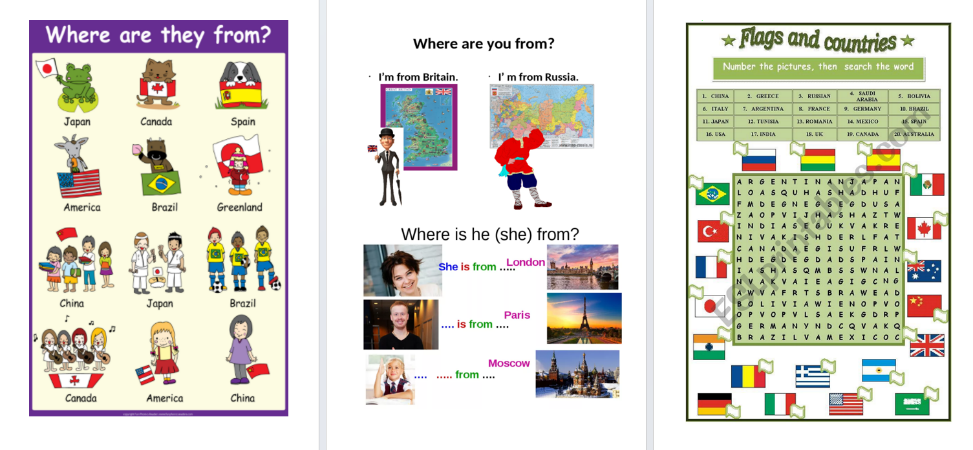 Where are they from?
Japan
Canada
Spain
America
Brazil
Greenland
China
Japan
Brazil
Canada
America
China
Where are you from?
· I'm from Britain.
· I' m from Russia.
Where is he (she) from?
She is from ..... London
.... is from .... Paris
.... ..... from .... Moscow
Flags and countries
Number the pictures, then search the word
1. CHINA 2. GREECE 3. RUSSIAN 4. SAUDI ARABIA 5. BOLIVIA
6. ITALY 7. ARGENTINA 8. FRANCE 9. GERMANY 10. BRAZIL
11. JAPAN 12. TUNISIA 13. ROMANIA 14. MEXICO 15. SPAIN
16. USA 17. INDIA 18. UK 19. CANADA 20. AUSTRALIA
A R G E N T I N A N J A P A N
L O A S Q U H A S H A D H U F
F M D E G N E G S E G D U S A
Z A O P V I J H A S H A Z T W
I N D I A S T G U K V A K R E
C A N A D A E G I S U F R L W
B O L I V I A W I E N O P V O
O P V O P V L S A E K G D R P
G E R M A N Y N D C Q V A K Q
B R A Z I L V A M E X I C O C